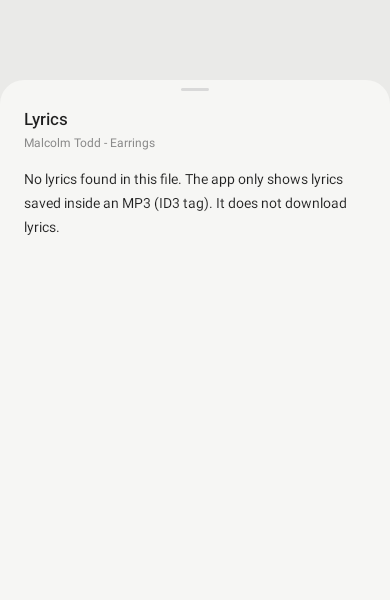 Lyrics
Malcolm Todd - Earrings
No lyrics found in this file. The app only shows lyrics
saved inside an MP3 (ID3 tag). It does not download
lyrics.